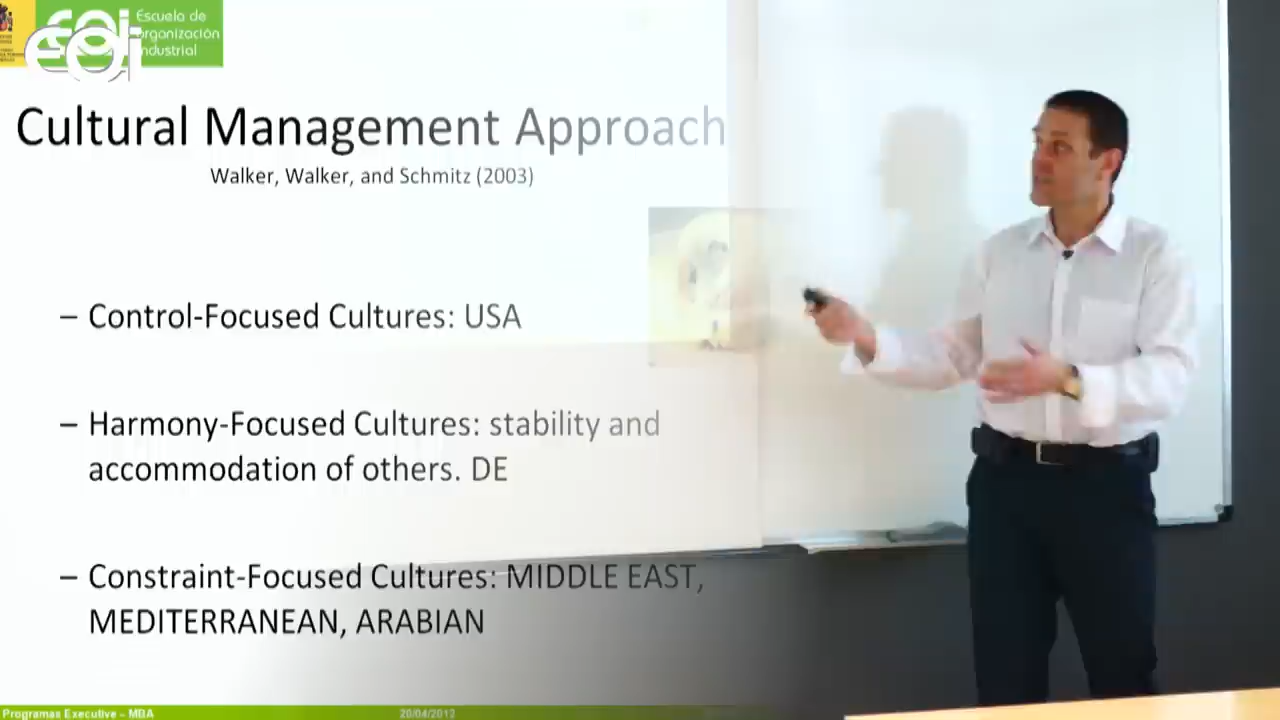 Escuela de
organización
industrial
eoi
Cultural Management Approach
Walker, Walker, and Schmitz (2003)
– Control-Focused Cultures: USA
– Harmony-Focused Cultures: stability and
accommodation of others. DE
– Constraint-Focused Cultures: MIDDLE EAST,
MEDITERRANEAN, ARABIAN
Programas Executive – MBA
20/04/2012